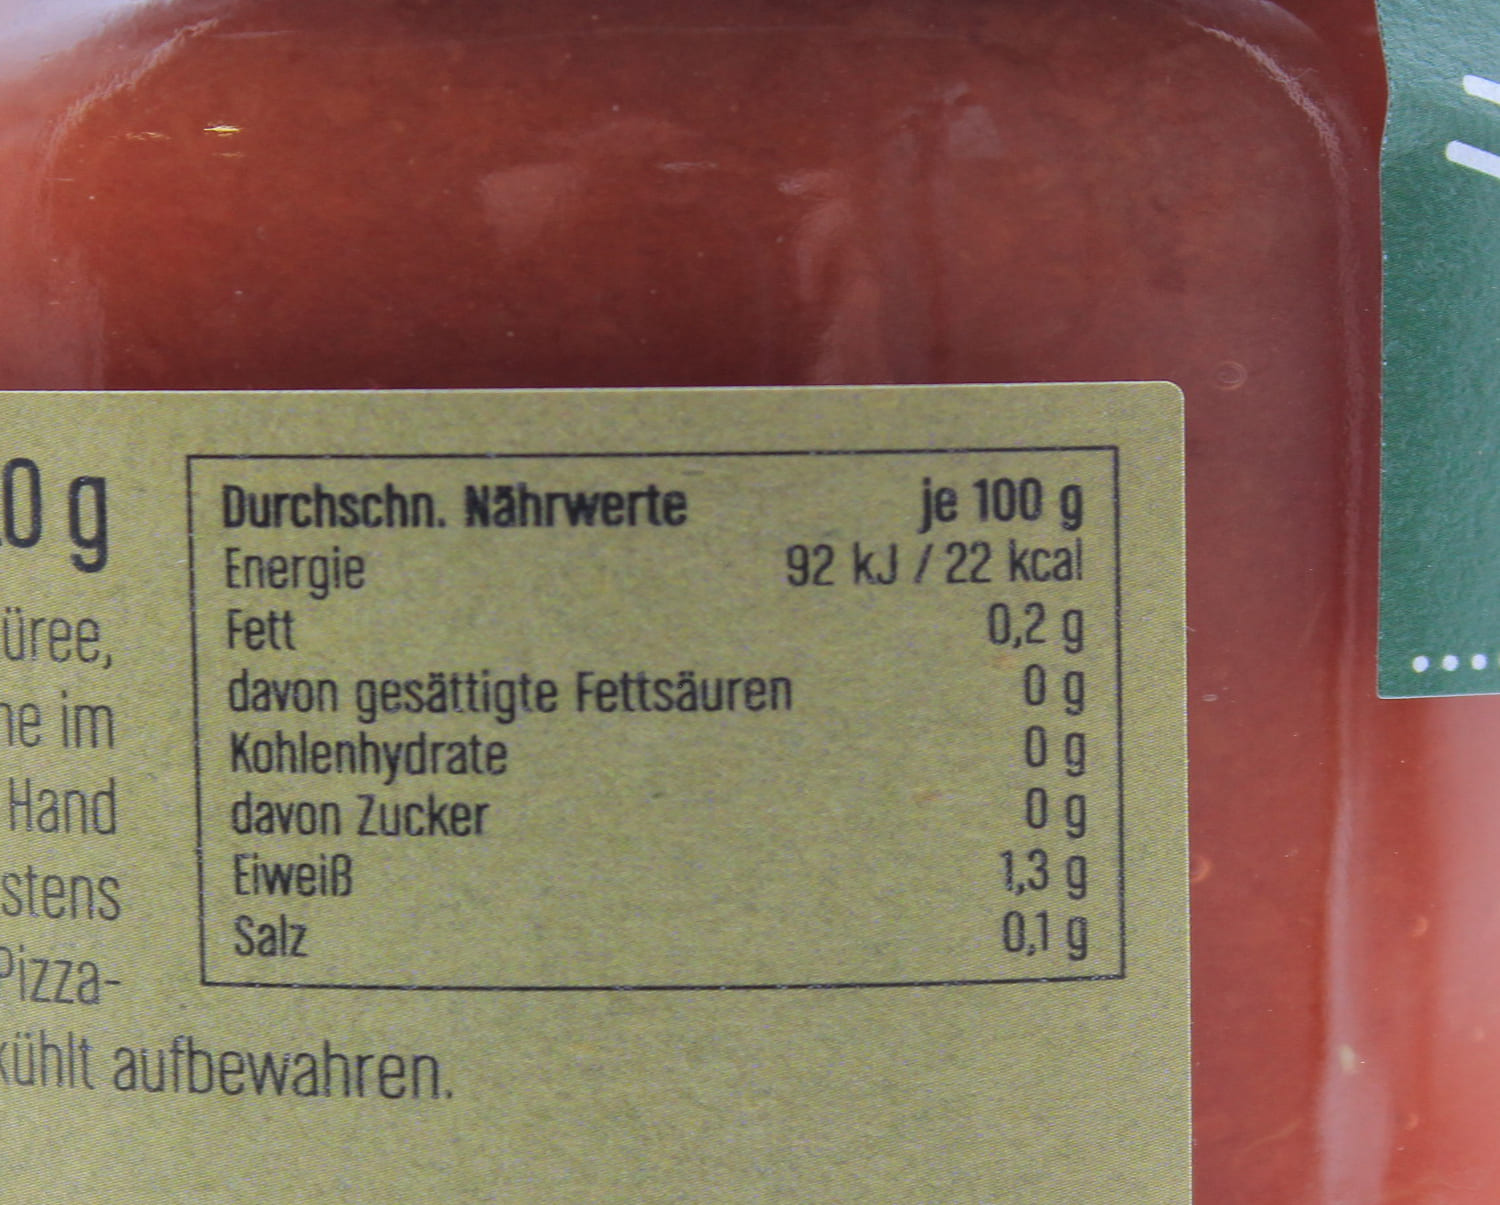 0 g
üree,
im
Hand
stens
Pizza-
kühlt aufbewahren.
Durchschn. Nährwerte je 100 g
Energie 92 kJ / 22 kcal
Fett 0,2 g
davon gesättigte Fettsäuren 0 g
Kohlenhydrate 0 g
davon Zucker 0 g
Eiweiß 1,3 g
Salz 0,1 g